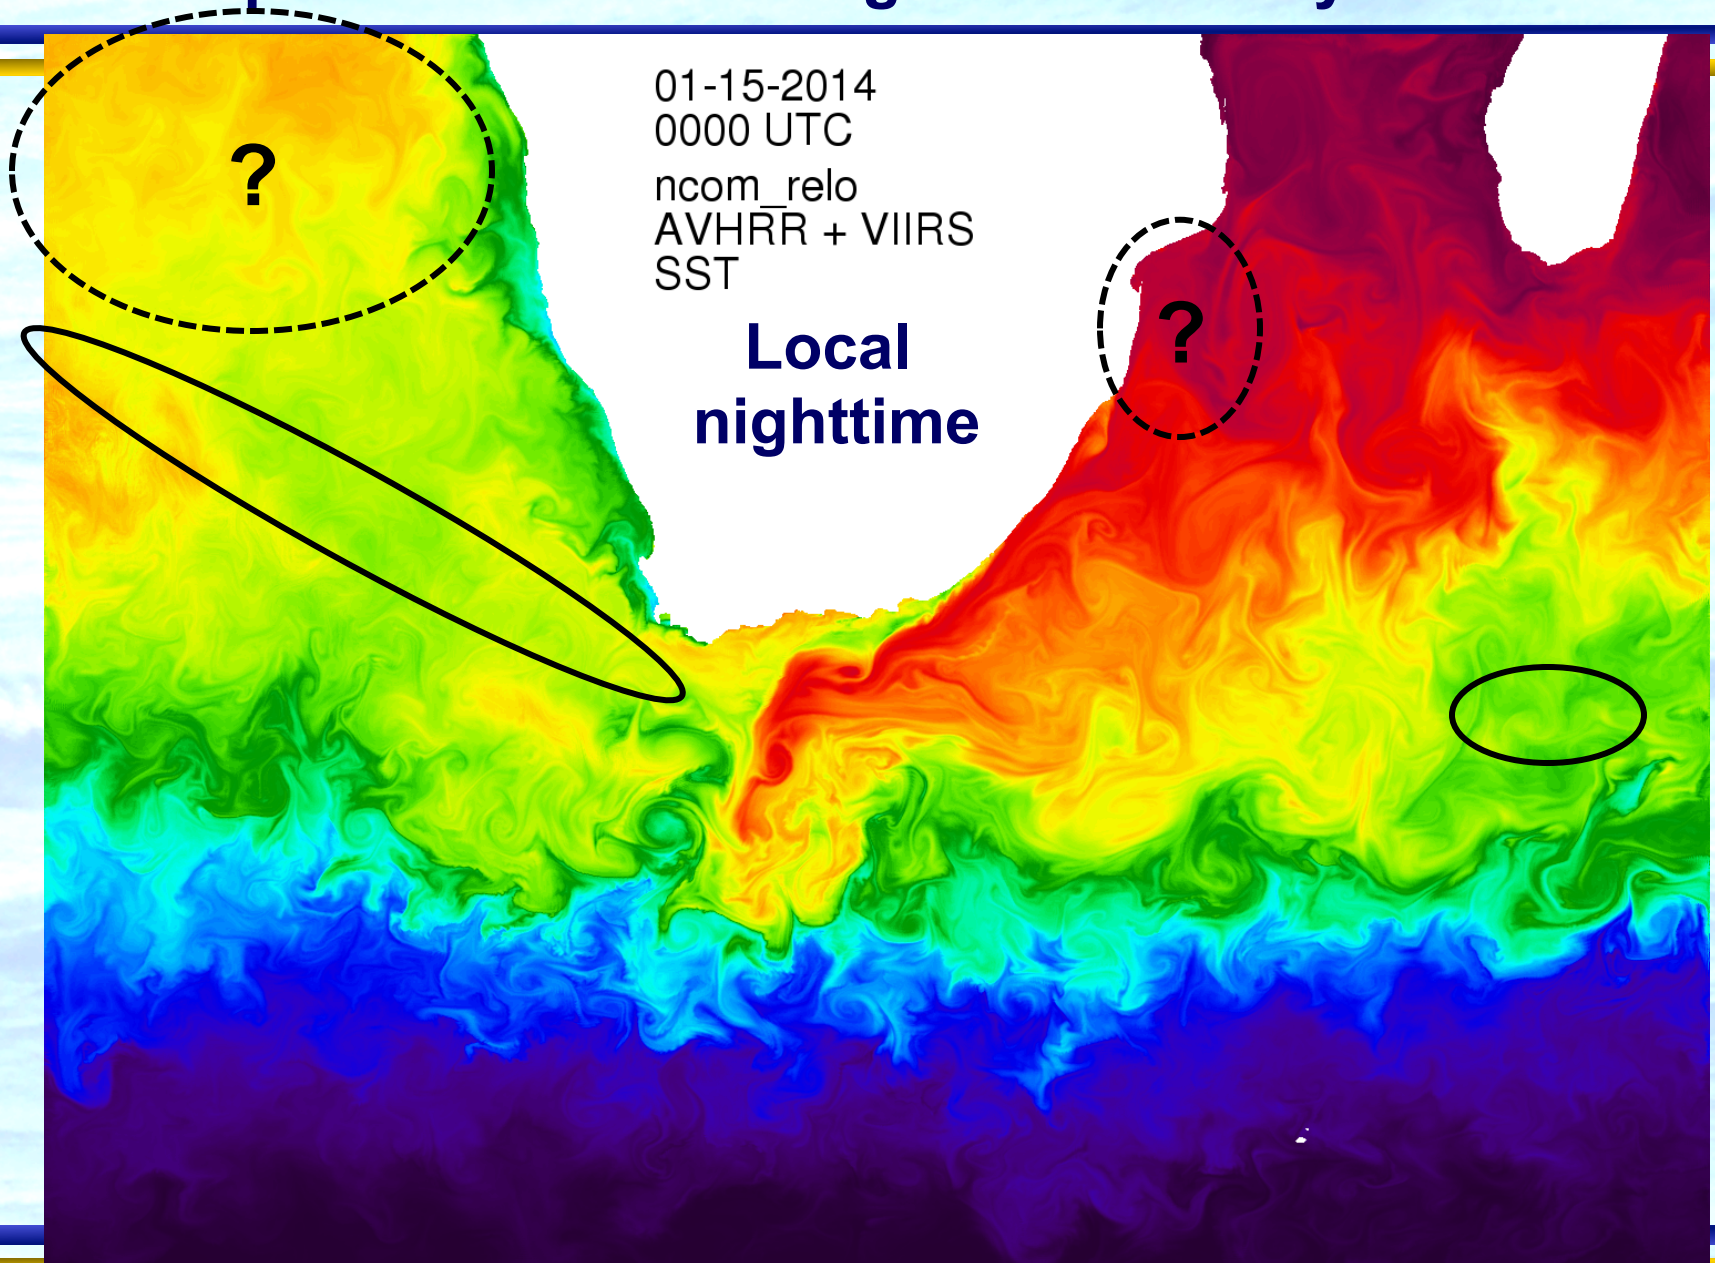 01-15-2014
0000 UTC
ncom_relo
AVHRR + VIIRS
SST
Local
nighttime
?
?